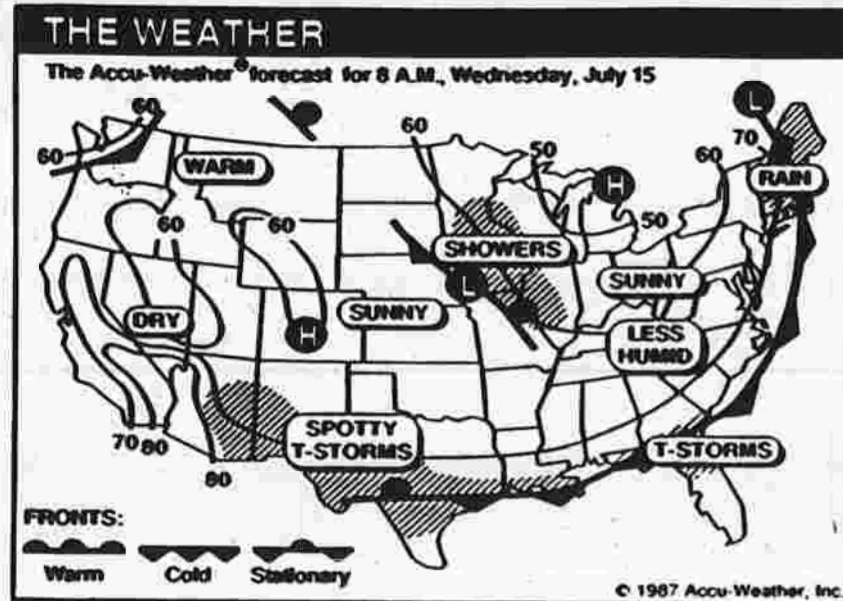 THE WEATHER
The Accu-Weather® forecast for 8 A.M., Wednesday, July 15
60
60
60
50
L
70
60
WARM
H
RAIN
60
60
50
SHOWERS
L
SUNNY
DRY
H
SUNNY
LESS
HUMID
SPOTTY
T-STORMS
T-STORMS
70
80
80
FRONTS:
Warm
Cold
Stationary
© 1987 Accu-Weather, Inc.